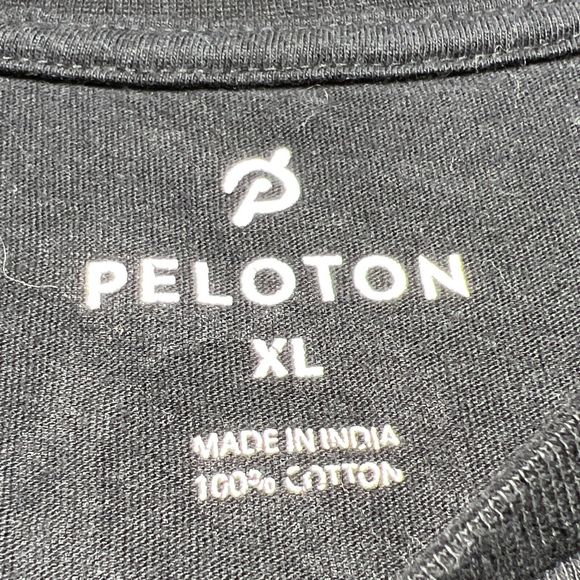 PELOTON
XL
MADE IN INDIA
100% COTTON